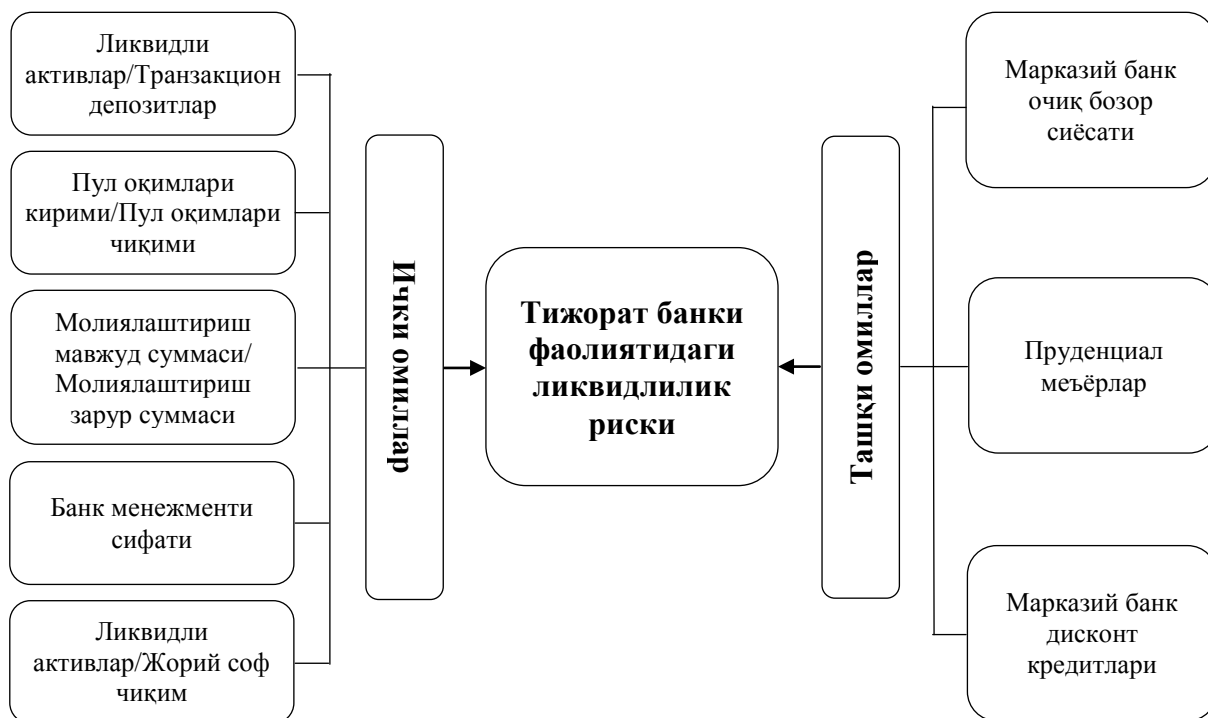 Ликвидли
активлар/Транзакцион
депозитлар
Пул оқимлари
кирими/Пул оқимлари
чиқими
Молиялаштириш
мавжуд суммаси/
Молиялаштириш
зарур суммаси
Банк менежменти
сифати
Ликвидли
активлар/Жорий соф
чиқим
Ички омиллар
Тижорат банки
фаолиятидаги
ликвидлилик
риски
Ташқи омиллар
Марказий банк
очиқ бозор
сиёсати
Пруденциал
меъёрлар
Марказий банк
дисконт
кредитлари